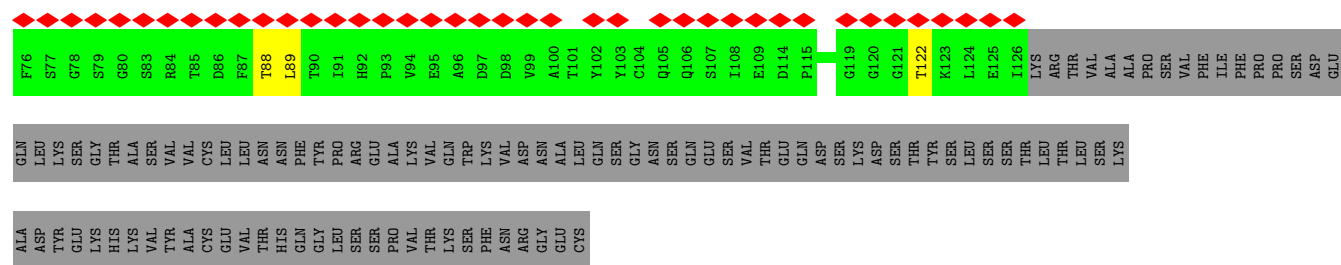 F76 S77 G78 S79 G80 S83 R84 T85 D86 F87 T88 L89 T90 I91 H92 P93 V94 E95 A96 D97 D98 V99 A100 T101 Y102 Y103 C104 Q105 Q106 S107 I108 E109 D114 P115 G119 G120 G121 T122 K123 L124 E125 I126 LYS ARG THR VAL ALA ALA PRO SER VAL PHE ILE PHE PRO PRO SER ASP GLU
GLN LEU LYS SER GLY THR ALA SER VAL VAL CYS LEU LEU ASN ASN PHE TYR PRO ARG GLU ALA LYS VAL GLN TRP LYS VAL ASP ASN ALA LEU GLN SER GLY ASN SER GLN GLU SER VAL THR GLU GLN ASP SER LYS ASP SER THR TYR SER LEU SER SER THR LEU THR LEU SER LYS
ALA ASP TYR GLU LYS HIS LYS VAL TYR ALA CYS GLU VAL THR HIS GLN GLY LEU SER SER PRO VAL THR LYS SER PHE ASN ARG GLY GLU CYS